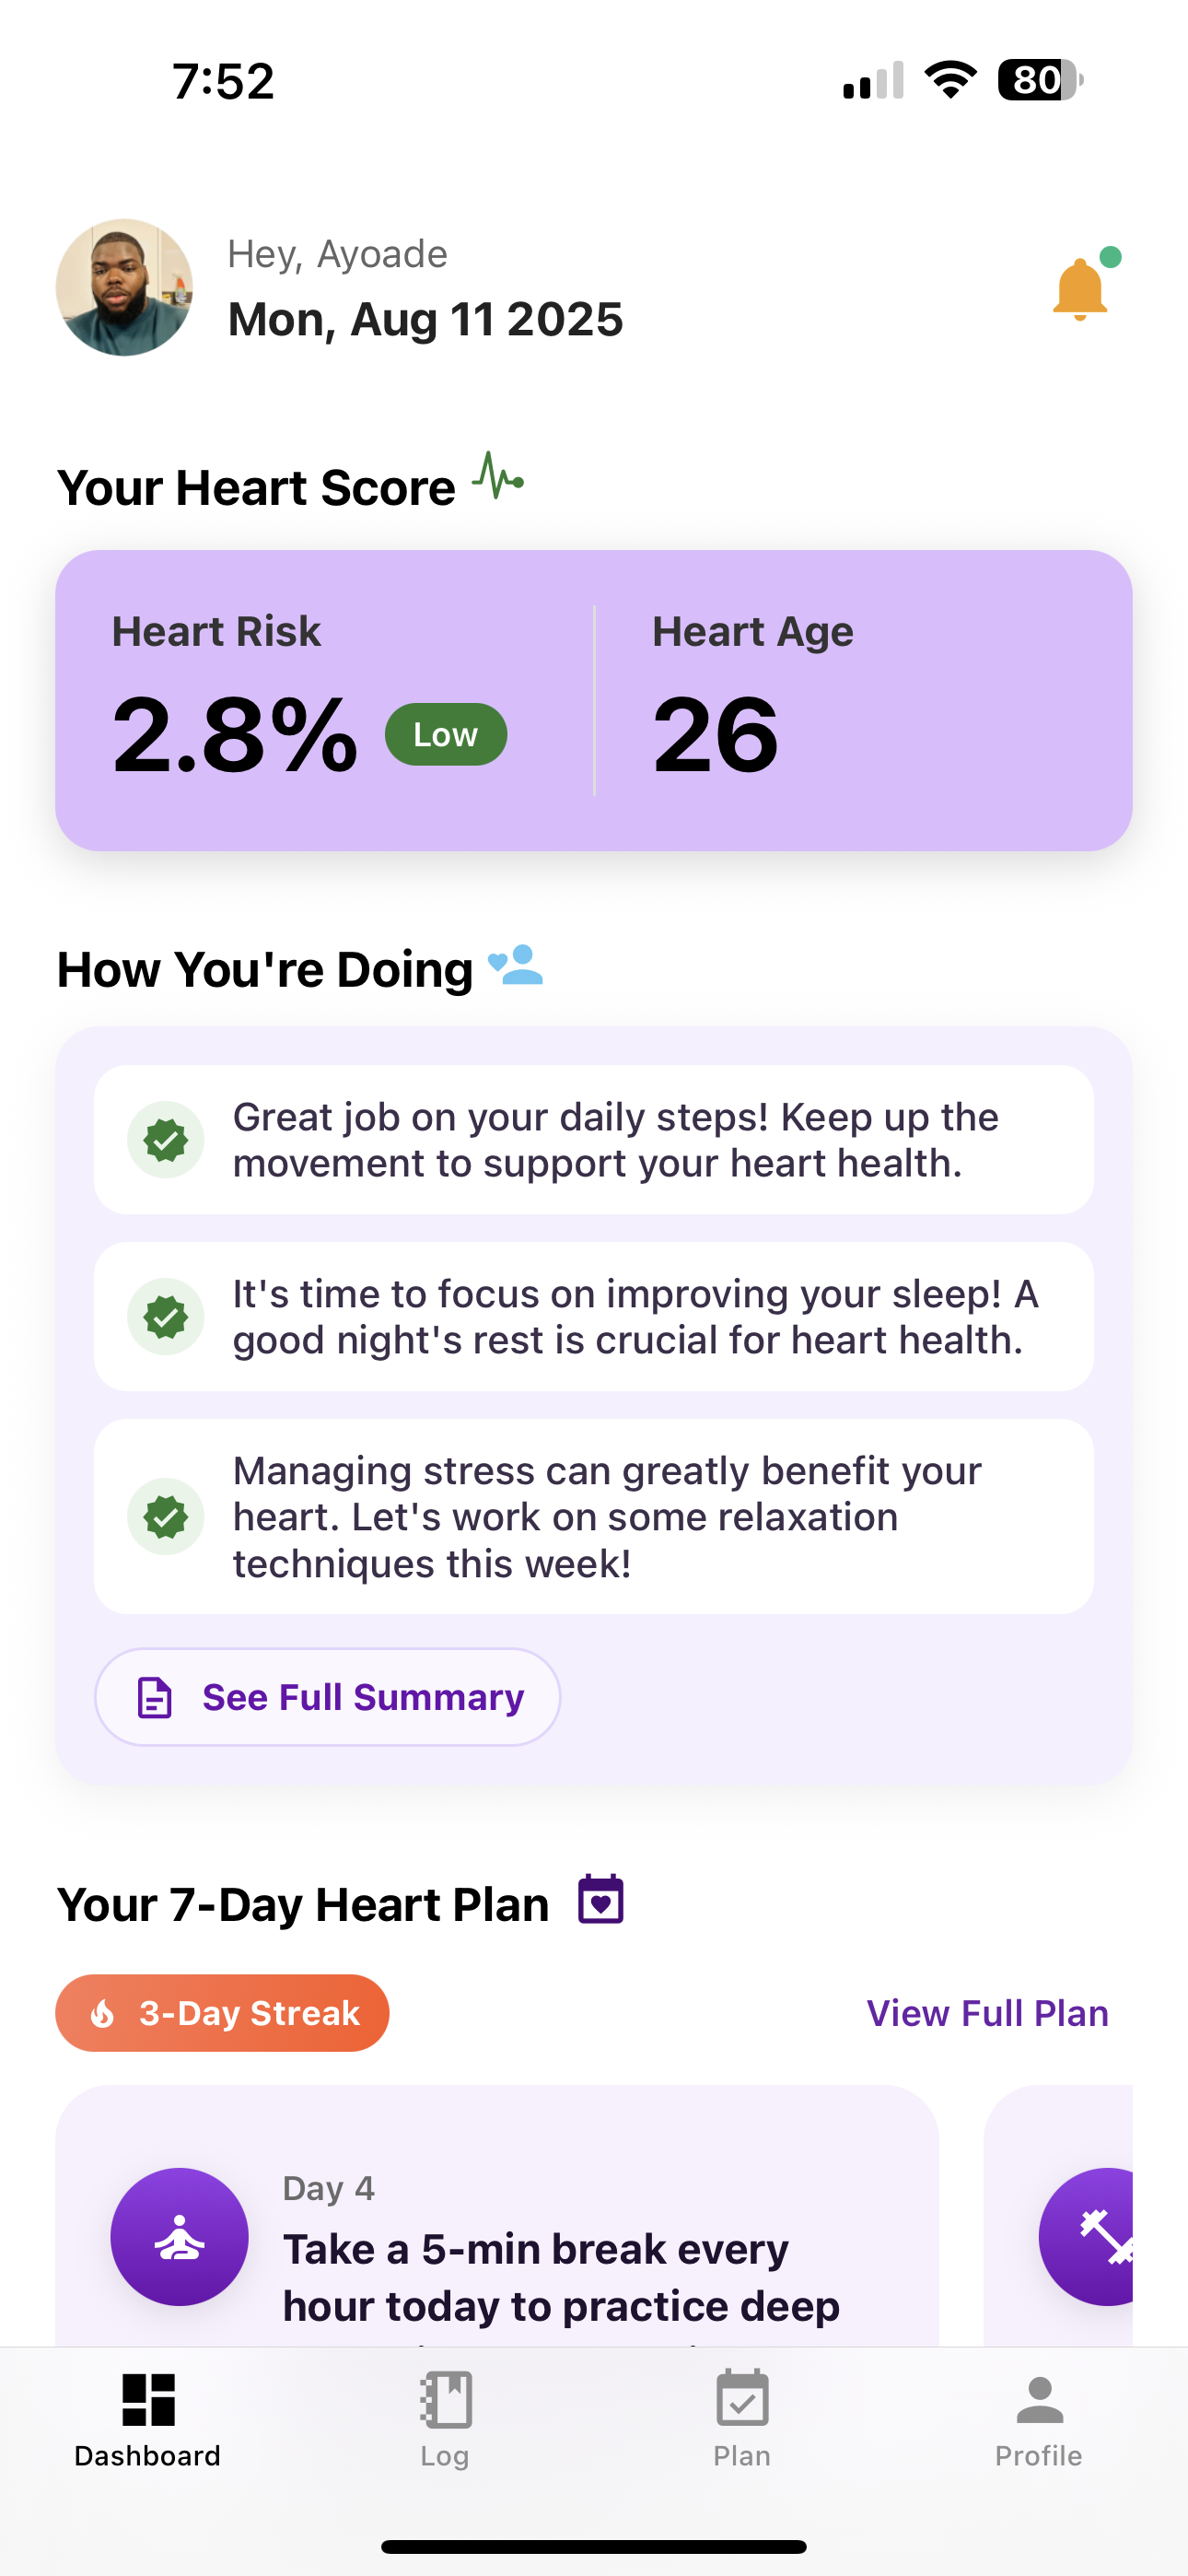 7:52
80
Hey, Ayoade
Mon, Aug 11 2025
Your Heart Score
Heart Risk
2.8%
Low
Heart Age
26
How You're Doing
Great job on your daily steps! Keep up the
movement to support your heart health.
It's time to focus on improving your sleep! A
good night's rest is crucial for heart health.
Managing stress can greatly benefit your
heart. Let's work on some relaxation
techniques this week!
See Full Summary
Your 7-Day Heart Plan
3-Day Streak
View Full Plan
Day 4
Take a 5-min break every
hour today to practice deep
Dashboard
Log
Plan
Profile